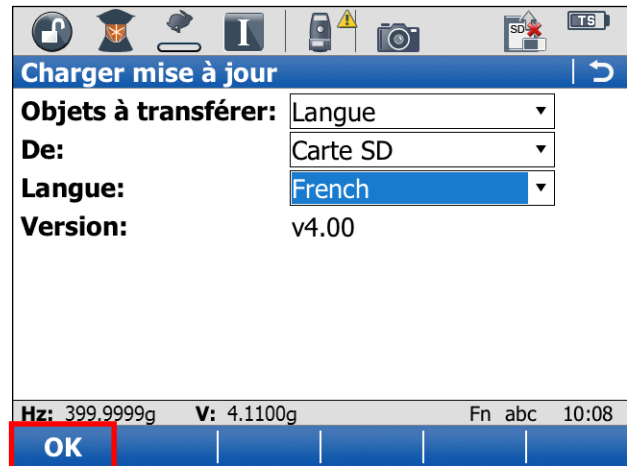 I
SD
TS
Charger mise à jour
Objets à transférer: Langue
De: Carte SD
Langue: French
Version: v4.00
Hz: 399.9999g V: 4.1100g Fn abc 10:08
OK